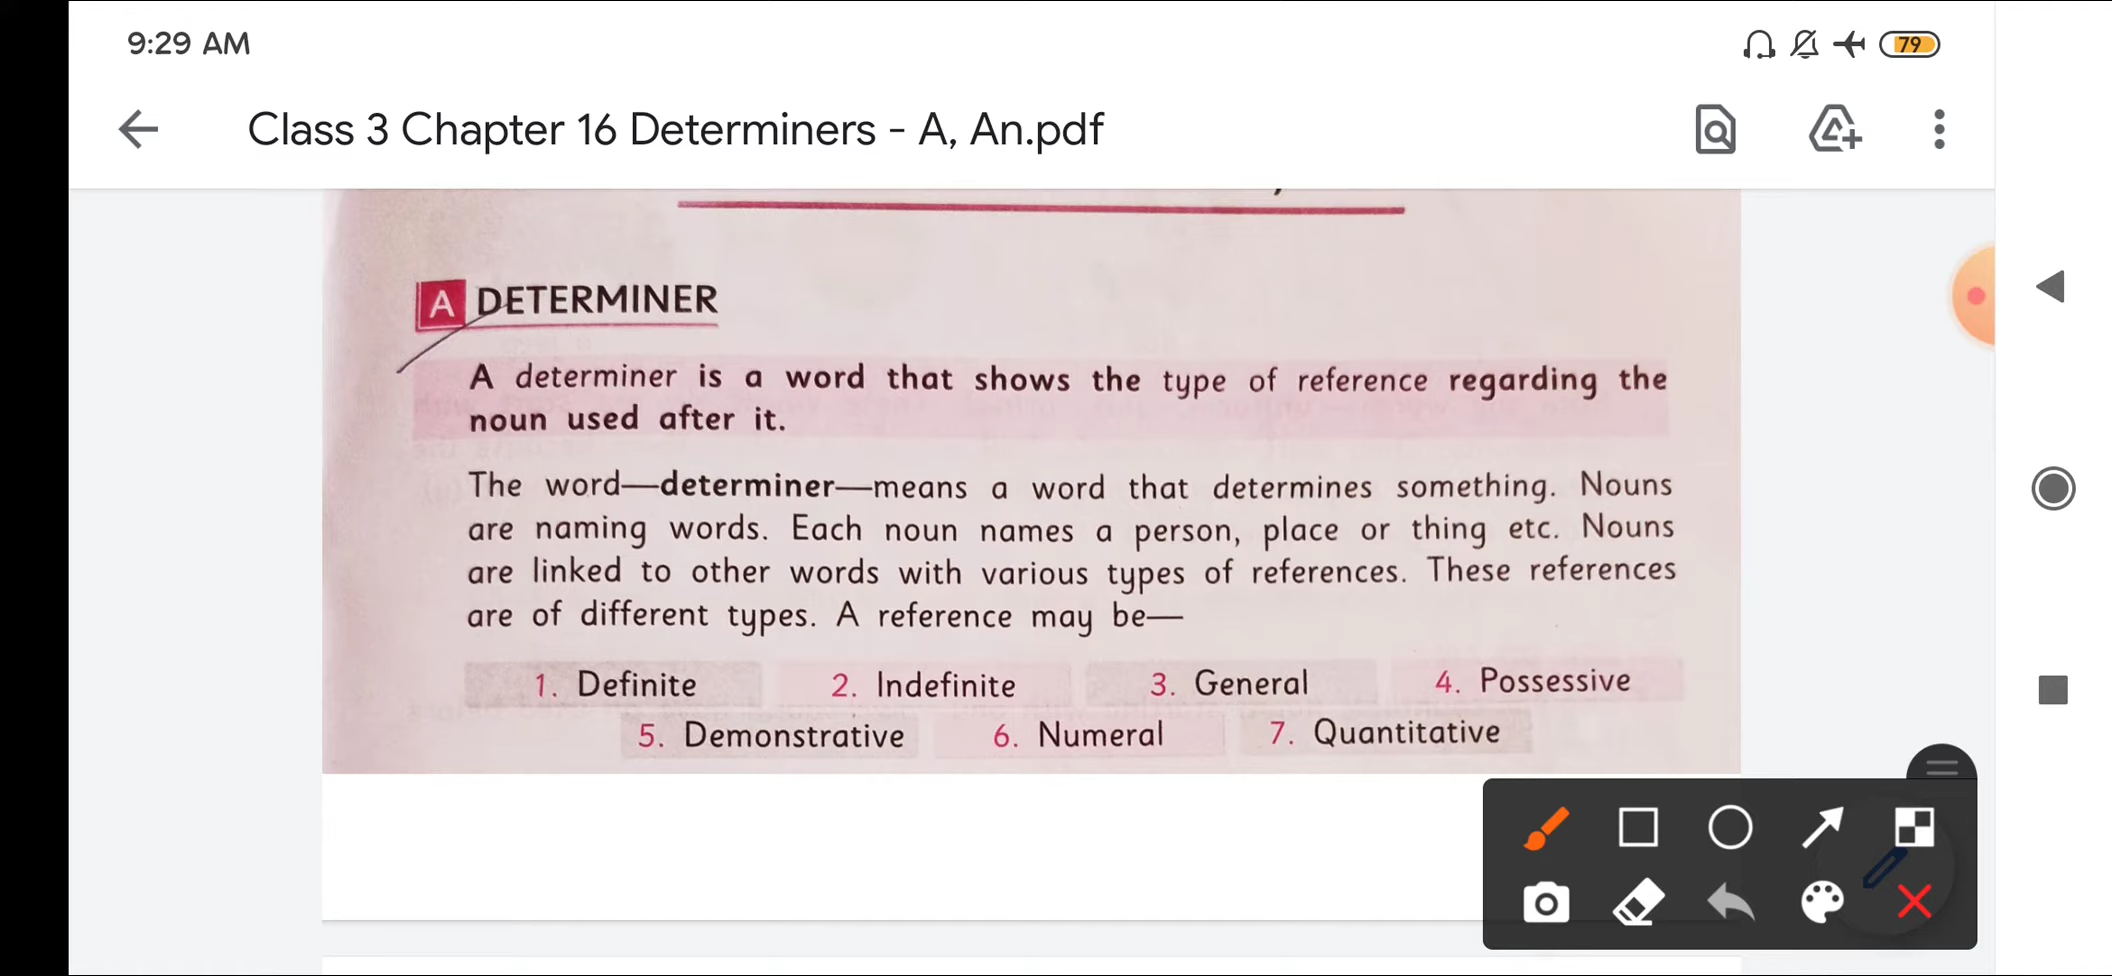 9:29 AM
79
Class 3 Chapter 16 Determiners - A, An.pdf
A DETERMINER
A determiner is a word that shows the type of reference regarding the
noun used after it.
The word—determiner—means a word that determines something. Nouns
are naming words. Each noun names a person, place or thing etc. Nouns
are linked to other words with various types of references. These references
are of different types. A reference may be—
1. Definite 2. Indefinite 3. General 4. Possessive
5. Demonstrative 6. Numeral 7. Quantitative